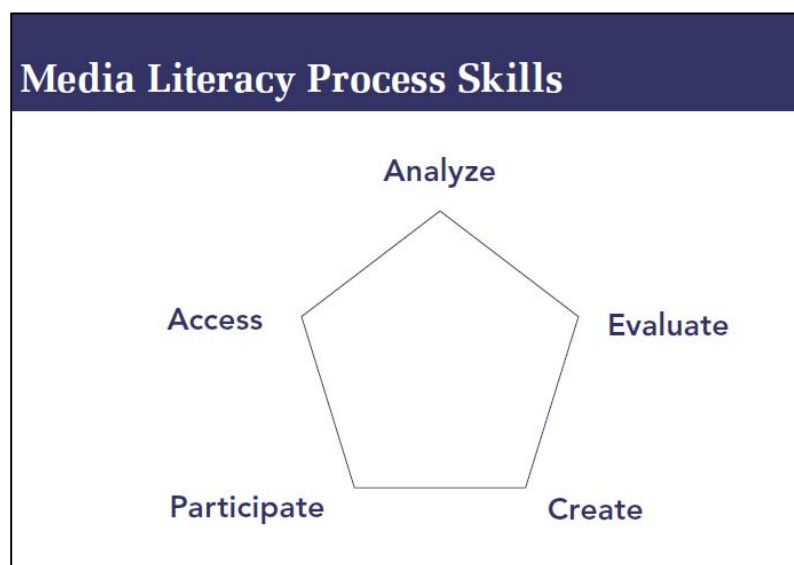 Media Literacy Process Skills
Analyze
Access
Evaluate
Participate
Create